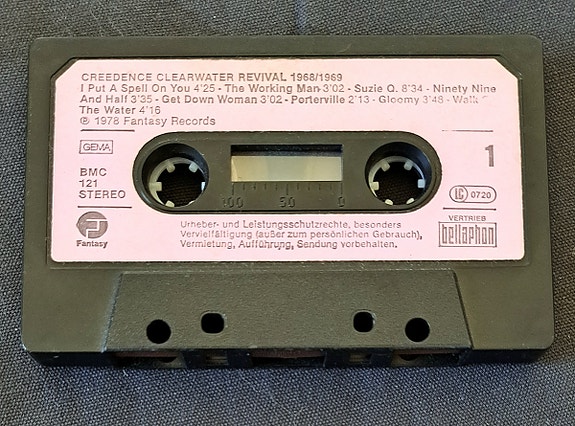 CREEDENCE CLEARWATER REVIVAL 1968/1969
I Put A Spell On You 4'25 - The Working Man 3'02 - Suzie Q. 8'34 - Ninety Nine
And Half 3'35 - Get Down Woman 3'02 - Porterville 2'13 - Gloomy 3'48 - Walk
The Water 4'16
℗ 1978 Fantasy Records
GEMA
BMC
121
STEREO
Fantasy
100 50 0
1
LC 0720
Urheber- und Leistungsschutzrechte, besonders
Vervielfältigung (außer zum persönlichen Gebrauch),
Vermietung, Aufführung, Sendung vorbehalten.
VERTRIEB
bellaphon